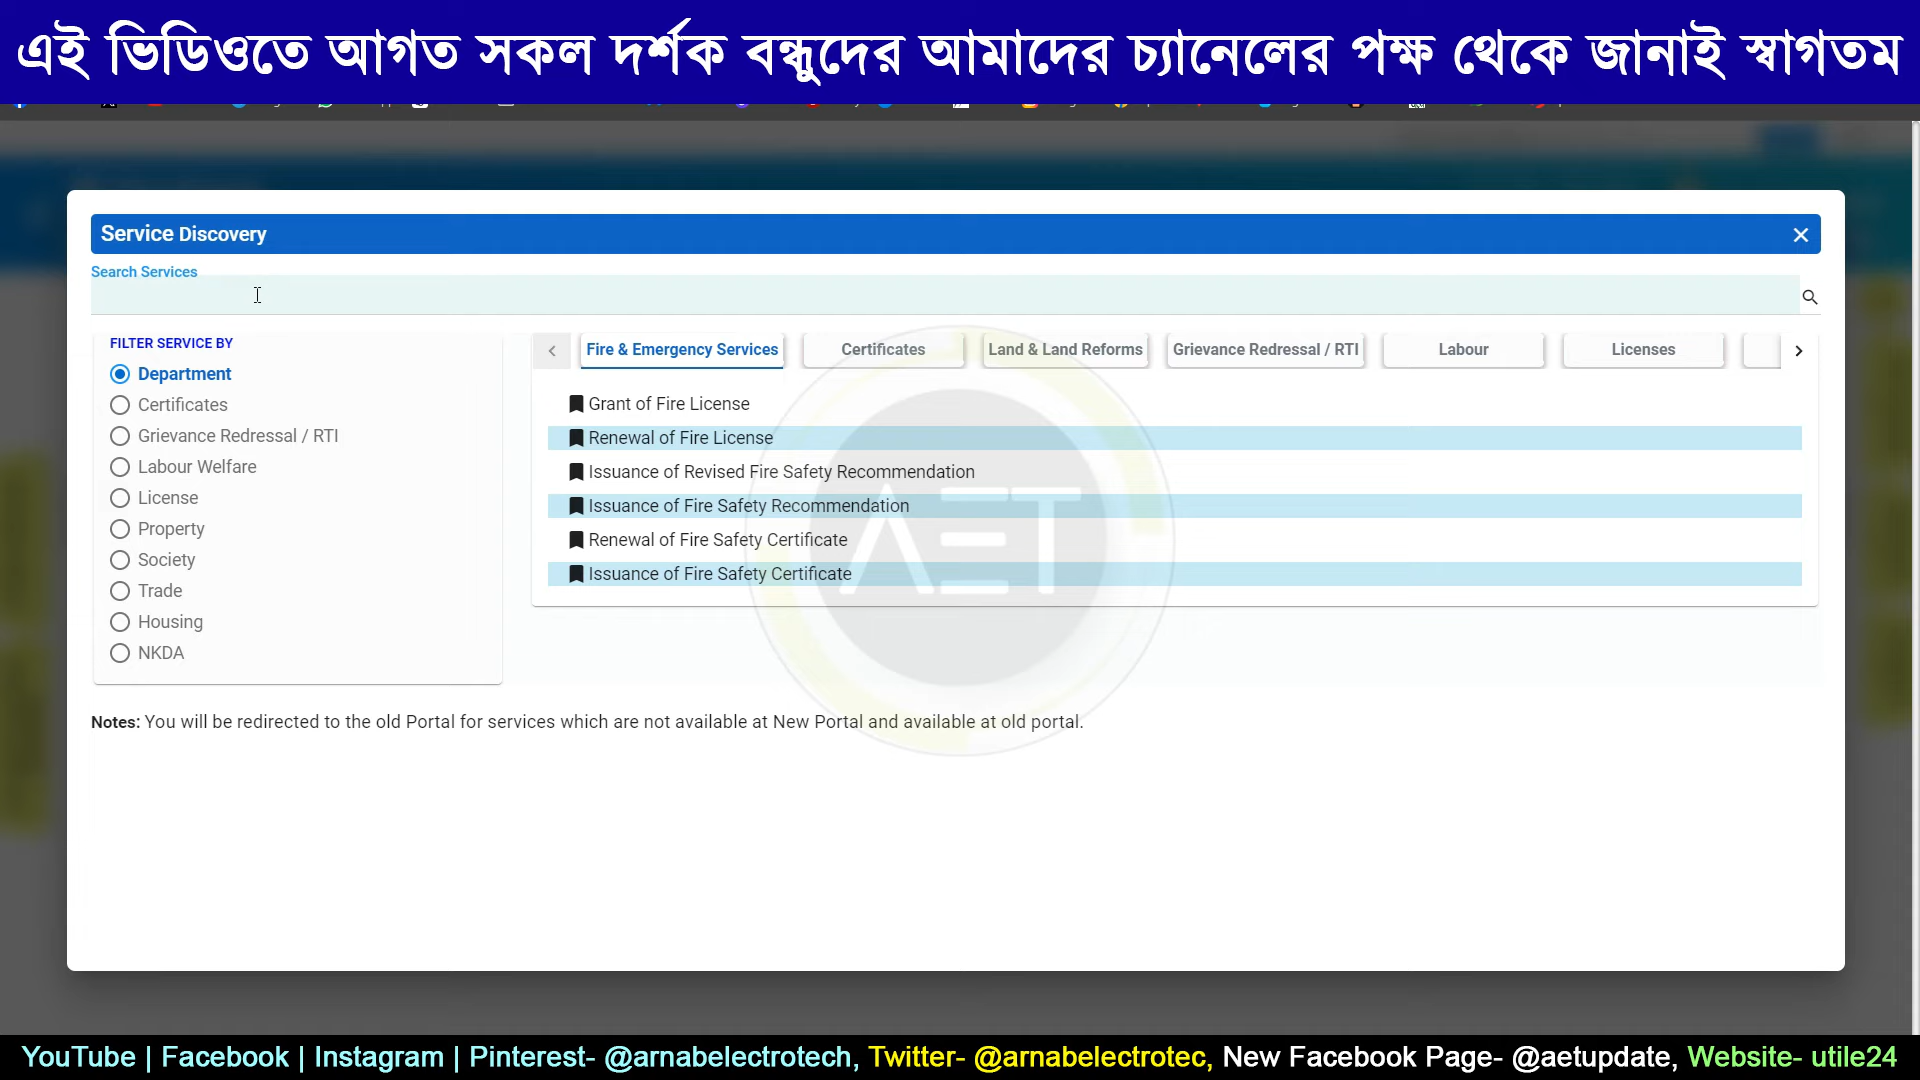 এই ভিডিওতে আগত সকল দর্শক বন্ধুদের আমাদের চ্যানেলের পক্ষ থেকে জানাই স্বাগতম
Service Discovery
Search Services
FILTER SERVICE BY
Department
Certificates
Grievance Redressal / RTI
Labour Welfare
License
Property
Society
Trade
Housing
NKDA
Fire & Emergency Services Certificates Land & Land Reforms Grievance Redressal / RTI Labour Licenses
Grant of Fire License
Renewal of Fire License
Issuance of Revised Fire Safety Recommendation
Issuance of Fire Safety Recommendation
Renewal of Fire Safety Certificate
Issuance of Fire Safety Certificate
AET
Notes: You will be redirected to the old Portal for services which are not available at New Portal and available at old portal.
YouTube | Facebook | Instagram | Pinterest- @arnabelectrotech, Twitter- @arnabelectrotec, New Facebook Page- @aetupdate, Website- utile24